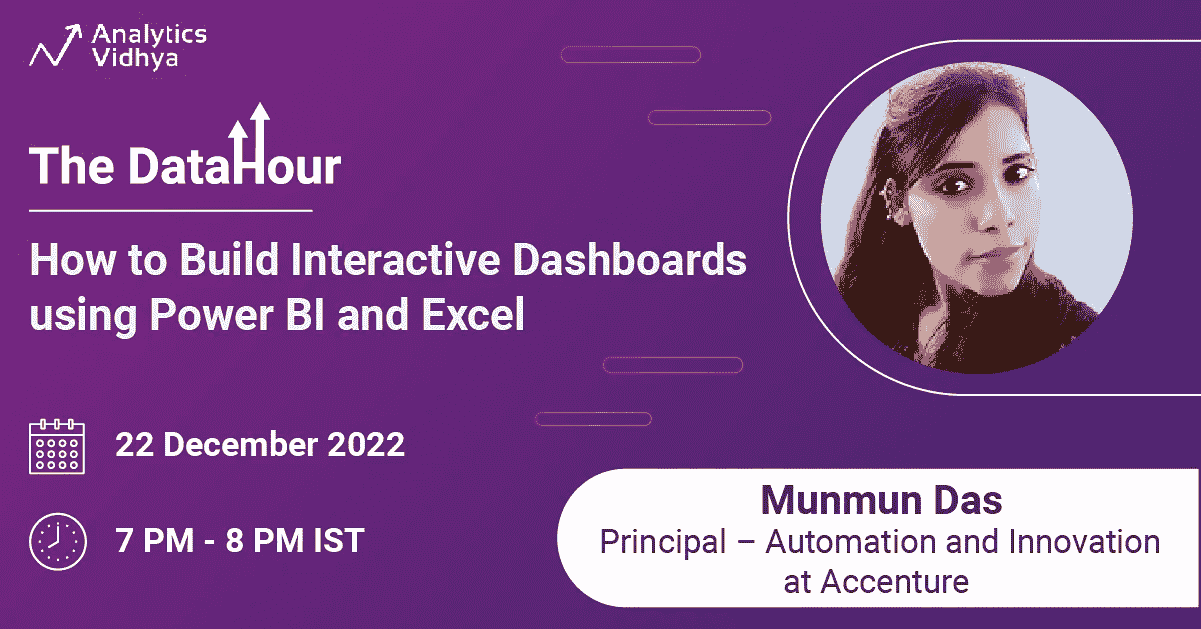 Analytics
Vidhya
The DataHour
How to Build Interactive Dashboards
using Power BI and Excel
22 December 2022
7 PM - 8 PM IST
Munmun Das
Principal – Automation and Innovation
at Accenture